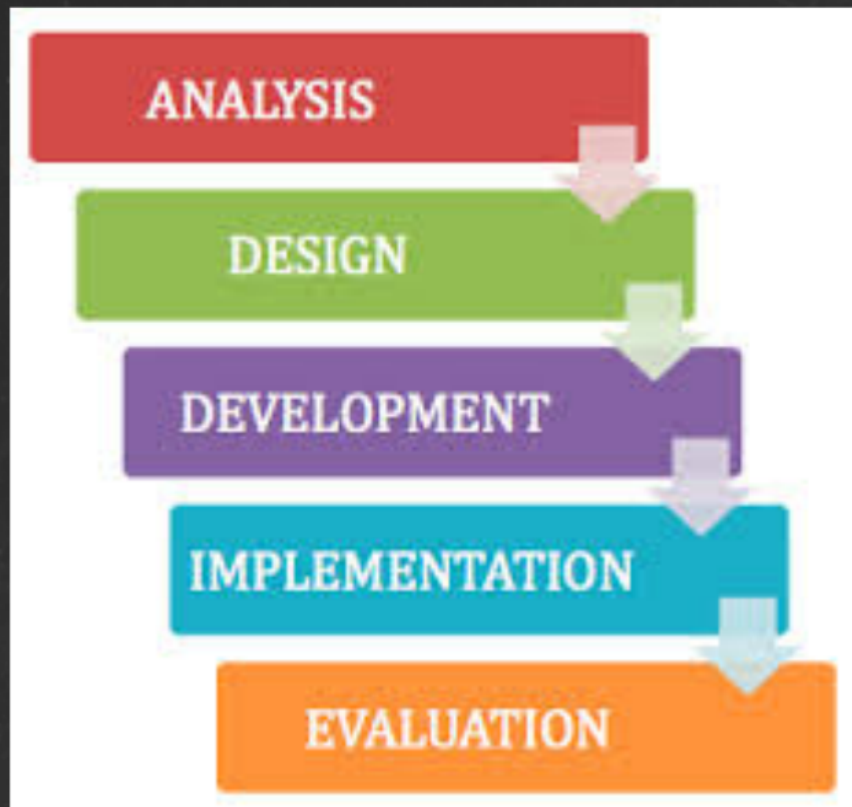 ANALYSIS
DESIGN
DEVELOPMENT
IMPLEMENTATION
EVALUATION